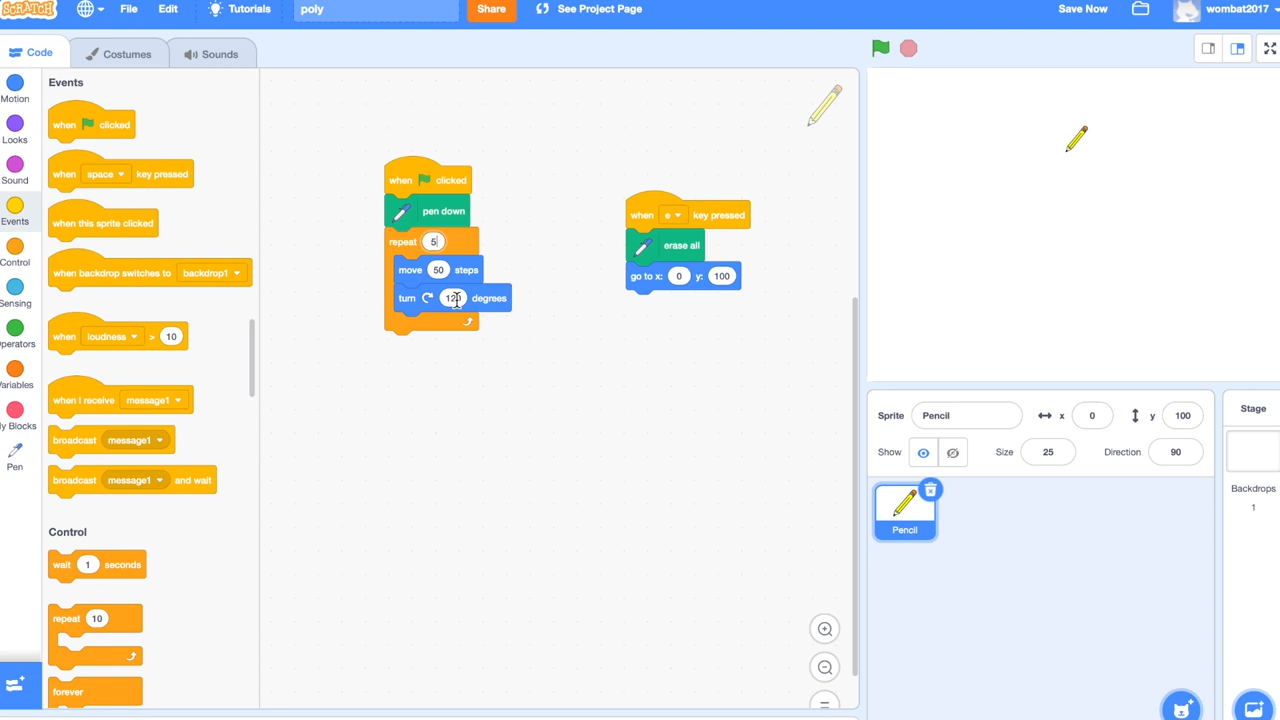 SCRATCH File Edit Tutorials poly Share See Project Page Save Now wombat2017
Code Costumes Sounds
Motion
Looks
Sound
Events
Control
Sensing
Operators
Variables
My Blocks
Pen
Events
when clicked
when space key pressed
when this sprite clicked
when backdrop switches to backdrop1
when loudness > 10
when I receive message1
broadcast message1
broadcast message1 and wait
Control
wait 1 seconds
repeat 10
forever
when clicked
pen down
repeat 5
move 50 steps
turn degrees
when e key pressed
erase all
go to x: 0 y: 100
Sprite Pencil x 0 y 100
Show Size 25 Direction 90
Pencil
Stage
Backdrops
1